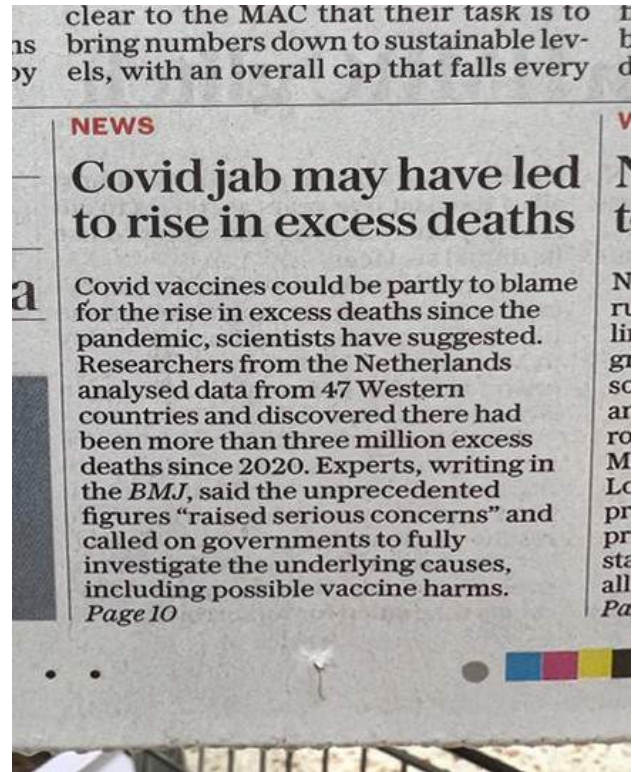 clear to the MAC that their task is to
bring numbers down to sustainable lev-
els, with an overall cap that falls every
NEWS
Covid jab may have led
to rise in excess deaths
Covid vaccines could be partly to blame
for the rise in excess deaths since the
pandemic, scientists have suggested.
Researchers from the Netherlands
analysed data from 47 Western
countries and discovered there had
been more than three million excess
deaths since 2020. Experts, writing in
the BMJ, said the unprecedented
figures “raised serious concerns” and
called on governments to fully
investigate the underlying causes,
including possible vaccine harms.
Page 10